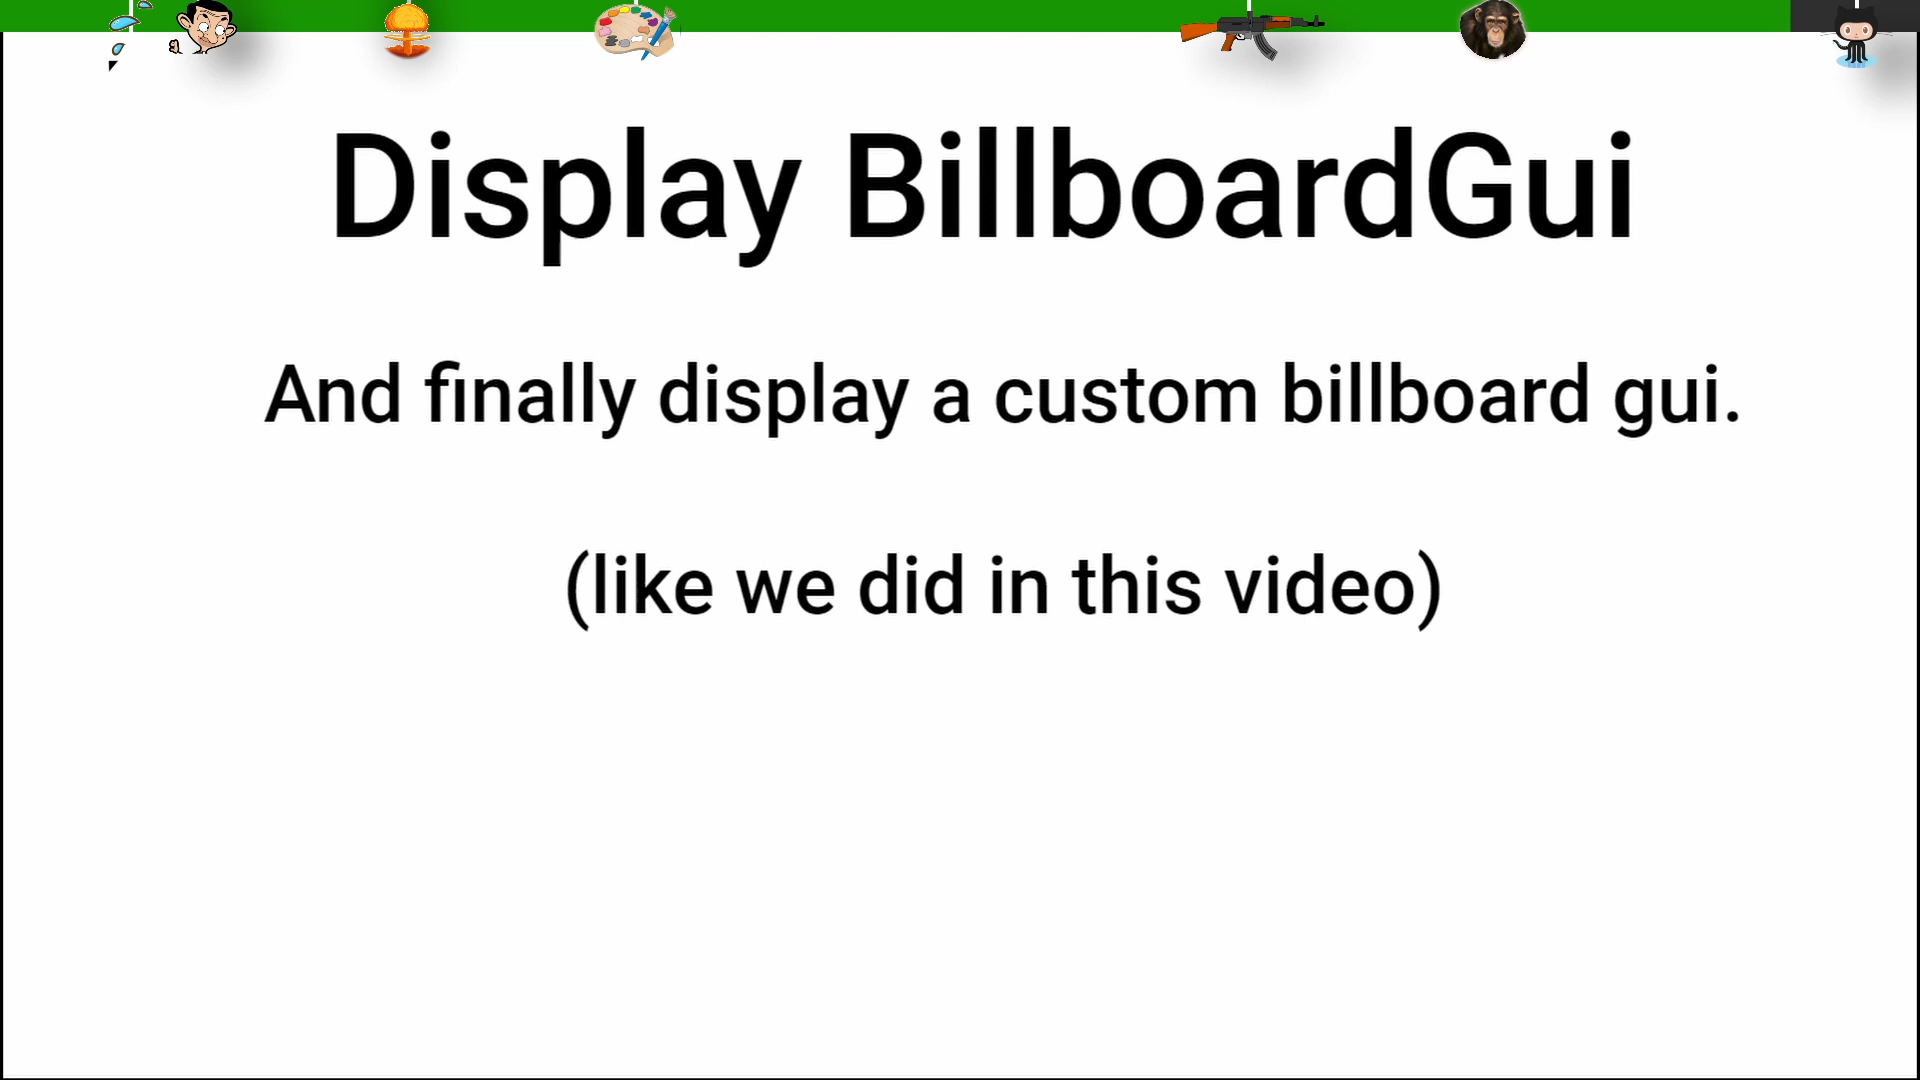 Display BillboardGui
And finally display a custom billboard gui.
(like we did in this video)